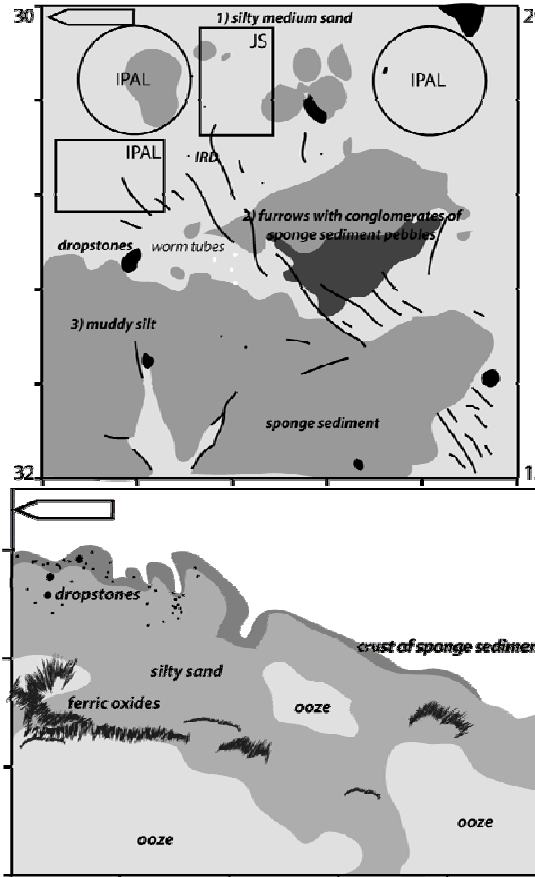 30
1) silty medium sand
JS
IPAL
IPAL
IPAL
IRD
2) furrows with conglomerates of
sponge sediment pebbles
dropstones
worm tubes
3) muddy silt
sponge sediment
32
dropstones
crust of sponge
silty sand
ferric oxides
ooze
ooze
ooze